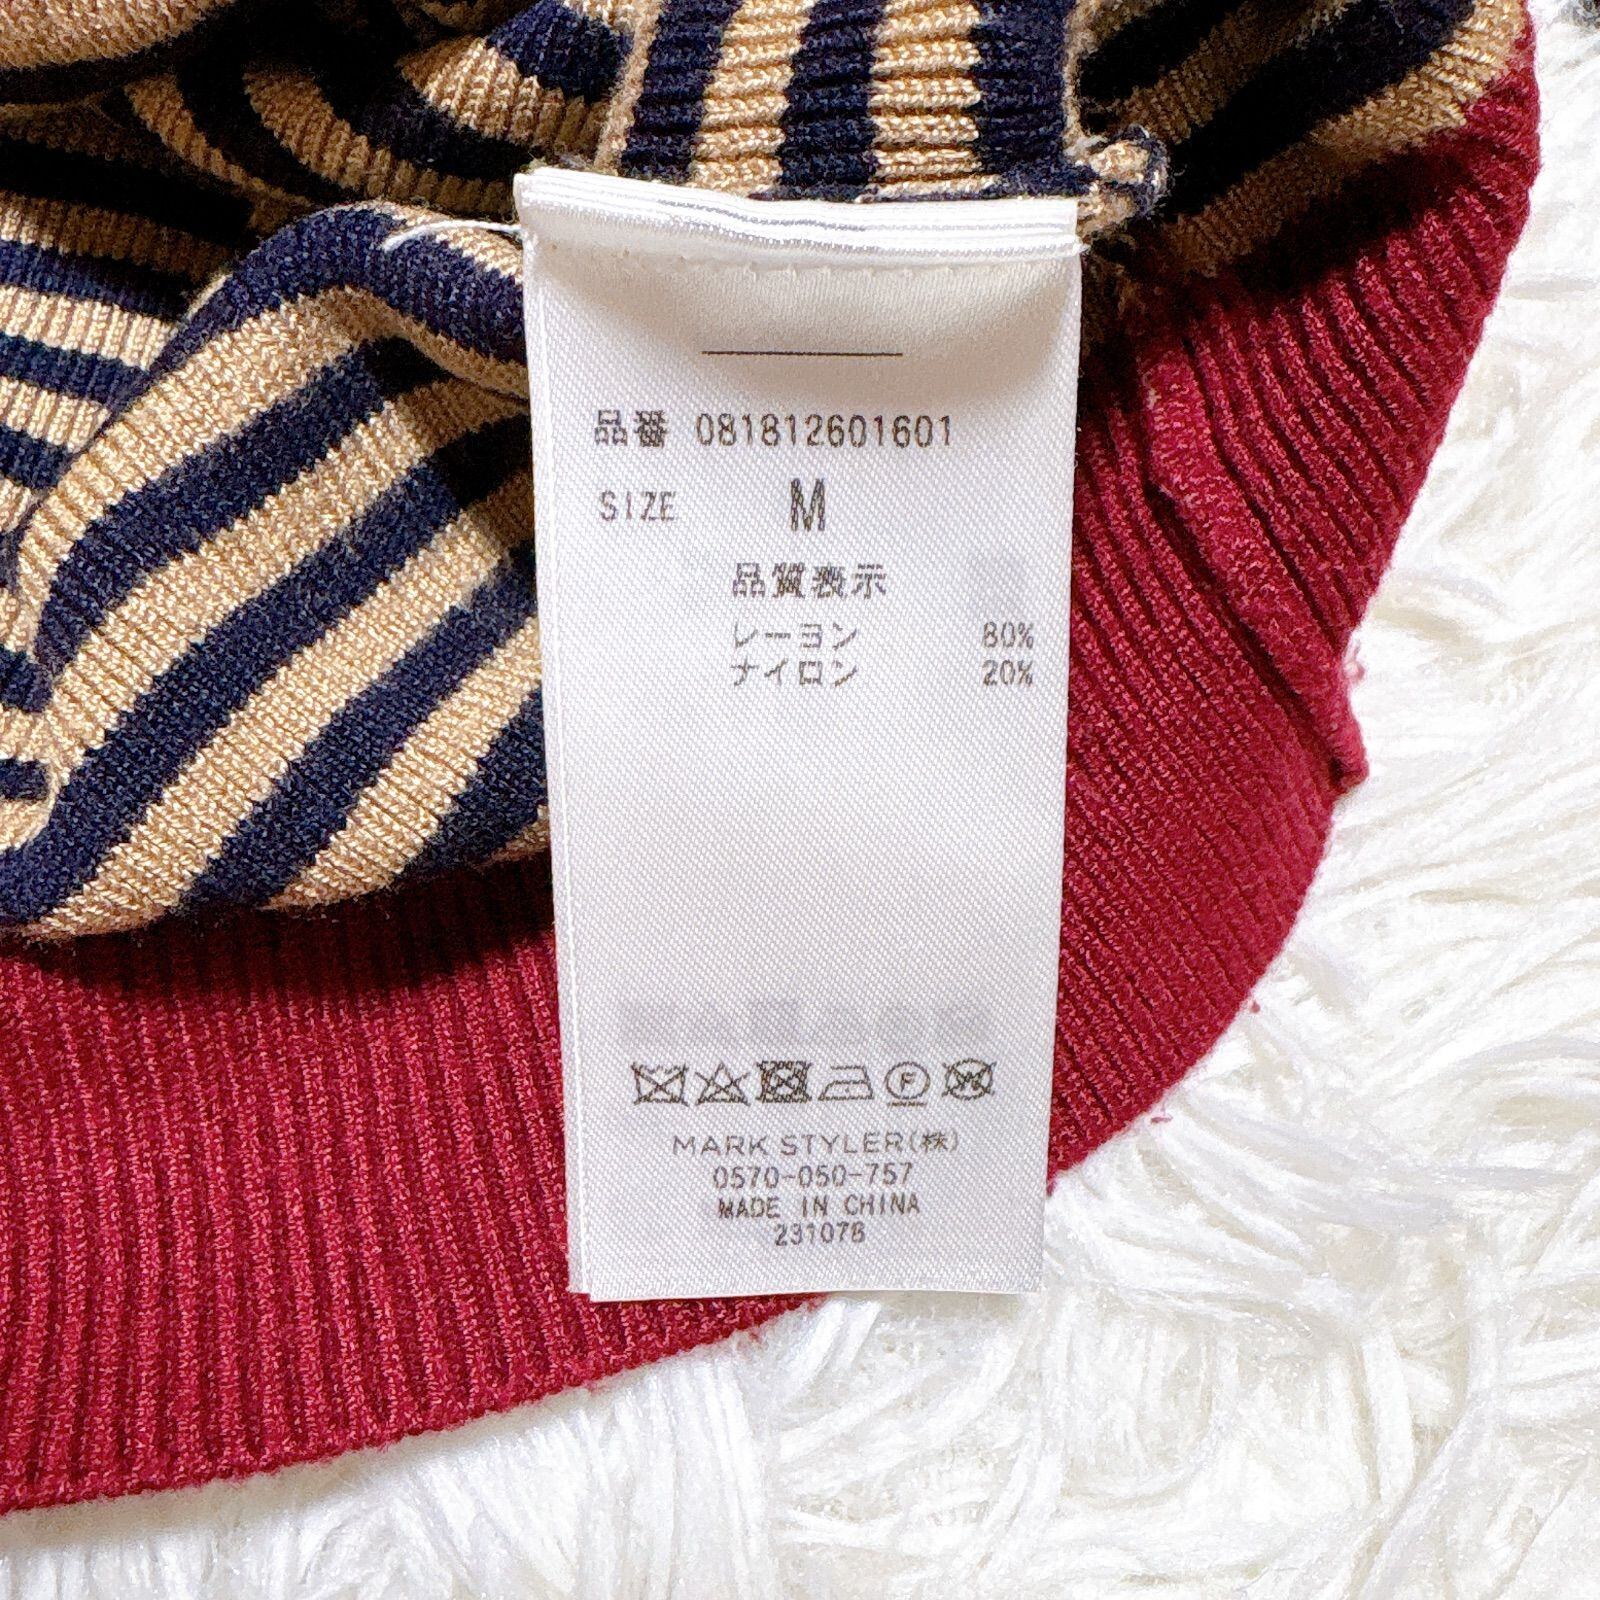 品番 081812601601
SIZE M
品質表示
レーヨン 80%
ナイロン 20%
F
W
MARK STYLER(株)
0570-050-757
MADE IN CHINA
231078